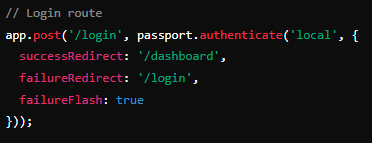 // Login route
app.post('/login', passport.authenticate('local', {
  successRedirect: '/dashboard',
  failureRedirect: '/login',
  failureFlash: true
}));